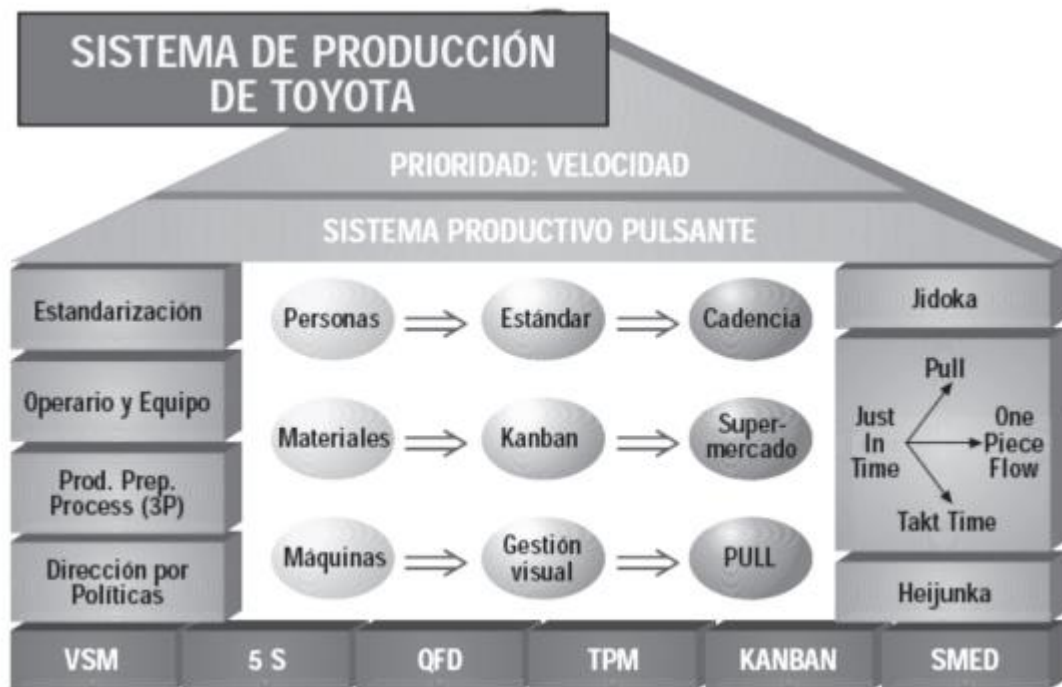 SISTEMA DE PRODUCCIÓN
DE TOYOTA
PRIORIDAD: VELOCIDAD
SISTEMA PRODUCTIVO PULSANTE
Estandarización
Operario y Equipo
Prod. Prep.
Process (3P)
Dirección por
Políticas
Personas
Estándar
Cadencia
Materiales
Kanban
Super-
mercado
Máquinas
Gestión
visual
PULL
Jidoka
Pull
Just
In
Time
One
Piece
Flow
Takt Time
Heijunka
VSM
5 S
QFD
TPM
KANBAN
SMED